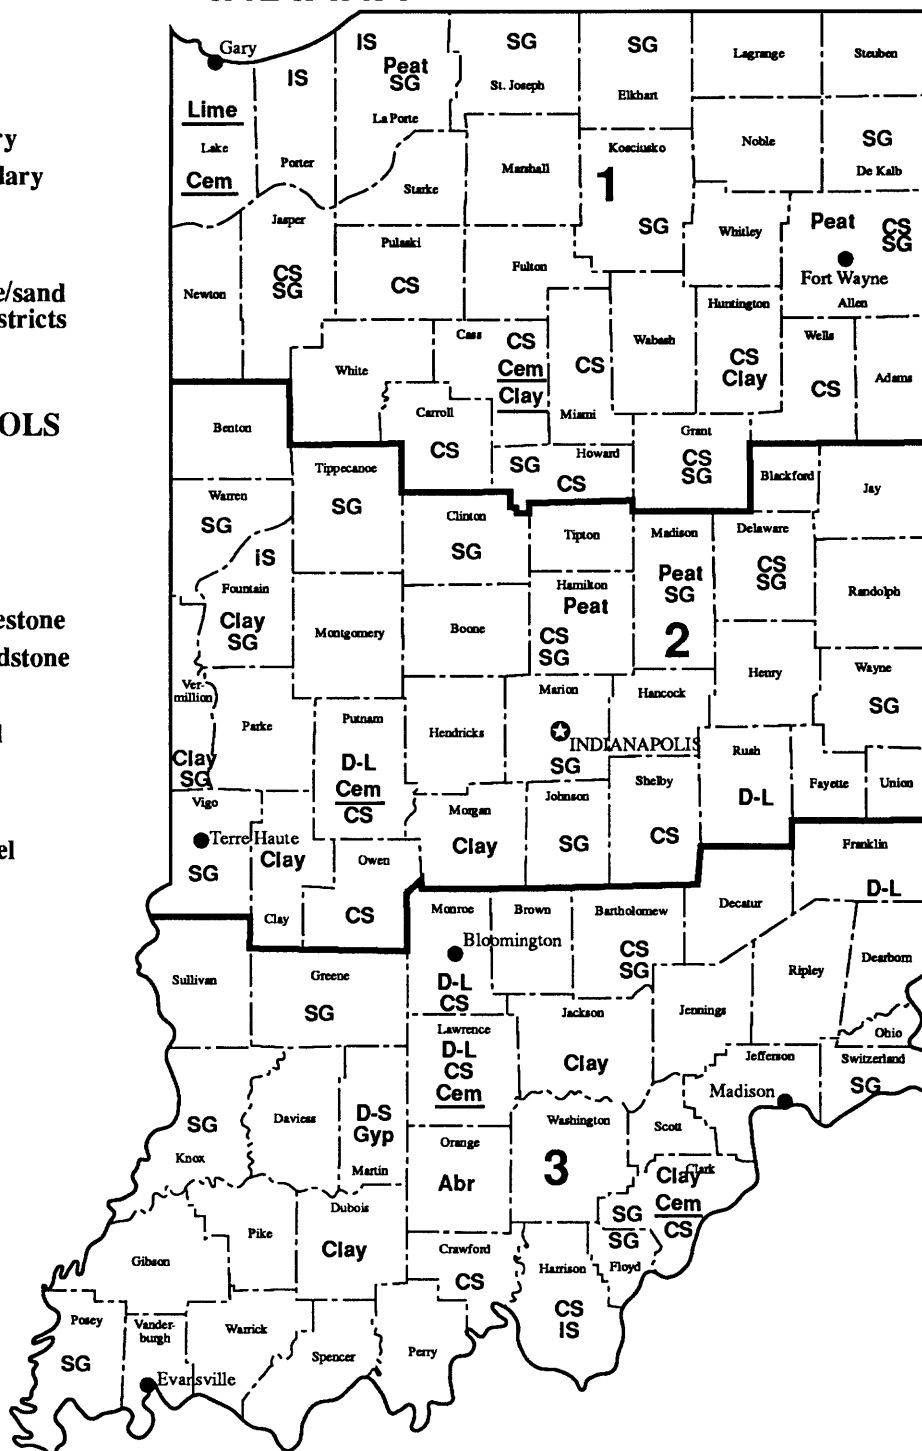 Gary
IS
SG
SG
IS
Peat
SG
Lagrange
Steuben
St. Joseph
Elkhart
Lime
La Porte
ry
Lake
Porter
Kosciusko
Noble
SG
De Kalb
dary
Cem
Starke
Marshall
1
Jasper
SG
Whitley
Peat
CS
SG
Pulaski
Fulton
Fort Wayne
e/sand
stricts
Newton
CS
SG
CS
Huntington
Allen
Cass
CS
Cem
Clay
Wabash
Wells
White
CS
CS
Clay
CS
Adams
Miami
OLS
Benton
Carroll
CS
Grant
CS
SG
SG
Howard
CS
Tippecanoe
SG
Blackford
Jay
Warren
SG
Clinton
SG
Tipton
Madison
Delaware
CS
SG
iS
Fountain
Clay
SG
Hamilton
Peat
CS
SG
Peat
SG
Randolph
estone
Montgomery
Boone
2
dstone
Ver-
million
Marion
Hancock
Henry
Wayne
SG
Parke
Putnam
Hendricks
INDIANAPOLIS
SG
Rush
Clay
SG
D-L
Cem
CS
Shelby
D-L
Fayette
Union
Vigo
Morgan
Johnson
Terre Haute
Clay
Clay
SG
CS
Franklin
el
SG
Owen
CS
D-L
Clay
Monroe
Brown
Bartholomew
Decatur
Bloomington
CS
SG
Sullivan
Greene
SG
D-L
CS
Ripley
Dearborn
Jackson
Jennings
Lawrence
D-L
CS
Cem
Clay
Ohio
Jefferson
Switzerland
SG
Madison
SG
Knox
Daviess
D-S
Gyp
Martin
Washington
Scott
Orange
Abr
3
Clark
Clay
Cem
CS
SG
SG
Dubois
Clay
Pike
Gibson
Crawford
CS
Harrison
CS
IS
Floyd
Posey
SG
Vander-
burgh
Warrick
Spencer
Perry
Evansville